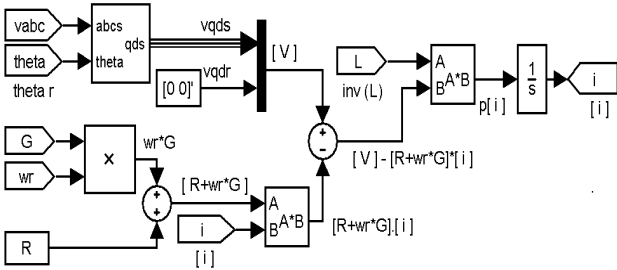 vabc
abcs
qds
theta
theta
theta r
vqds
[V]
vqdr
[0 0]'
L
inv (L)
A
B
A*B
p[i]
1
s
i
[i]
G
wr
×
wr*G
R
+
+
[R+wr*G]
i
[i]
A
B
A*B
+
-
[V]-[R+wr*G]*[i]
[R+wr*G].[i]